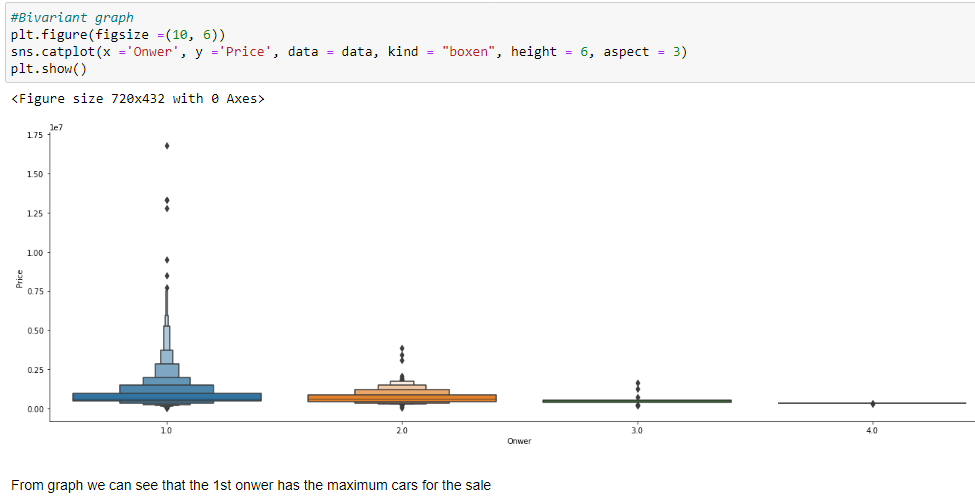 #Bivariant graph
plt.figure(figsize =(10, 6))
sns.catplot(x ='Onwer', y ='Price', data = data, kind = "boxen", height = 6, aspect = 3)
plt.show()
<Figure size 720x432 with 0 Axes>
1e7
1.75
1.50
1.25
1.00
0.75
0.50
0.25
0.00
Price
1.0 2.0 3.0 4.0
Onwer
From graph we can see that the 1st onwer has the maximum cars for the sale